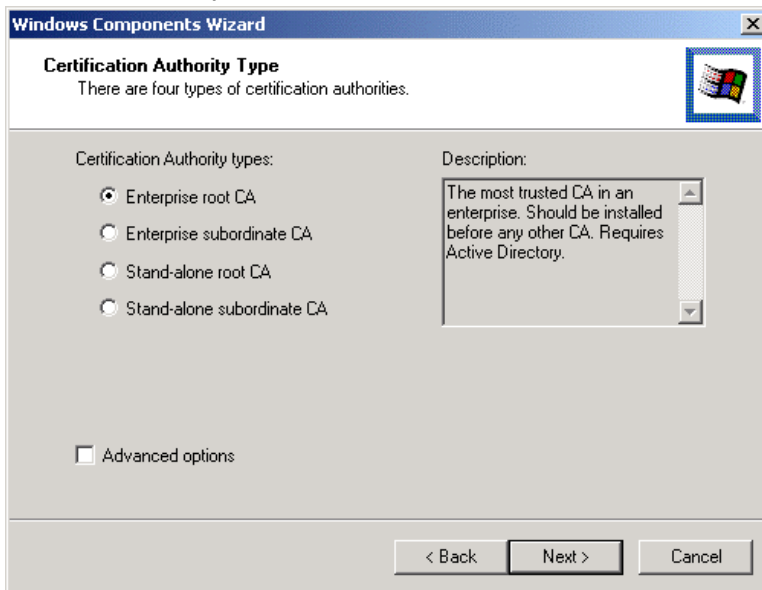 Windows Components Wizard
Certification Authority Type
There are four types of certification authorities.
Certification Authority types:
Enterprise root CA
Enterprise subordinate CA
Stand-alone root CA
Stand-alone subordinate CA
Description:
The most trusted CA in an
enterprise. Should be installed
before any other CA. Requires
Active Directory.
Advanced options
< Back
Next >
Cancel